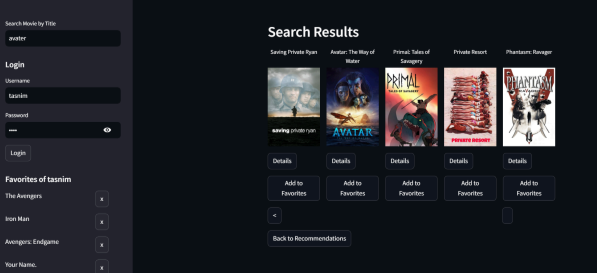 Search Movie by Title
avater
Login
Username
tasnim
Password
••••
Login
Favorites of tasnim
The Avengers
x
Iron Man
x
Avengers: Endgame
x
Your Name.
x
Search Results
Saving Private Ryan
Avatar: The Way of
Water
Primal: Tales of
Savagery
Private Resort
Phantasm: Ravager
saving private ryan
AVATAR
PRIMAL
TALES OF SAVAGERY
PRIVATE RESORT
PHANTASM
Details
Details
Details
Details
Details
Add to
Favorites
Add to
Favorites
Add to
Favorites
Add to
Favorites
Add to
Favorites
<
Back to Recommendations